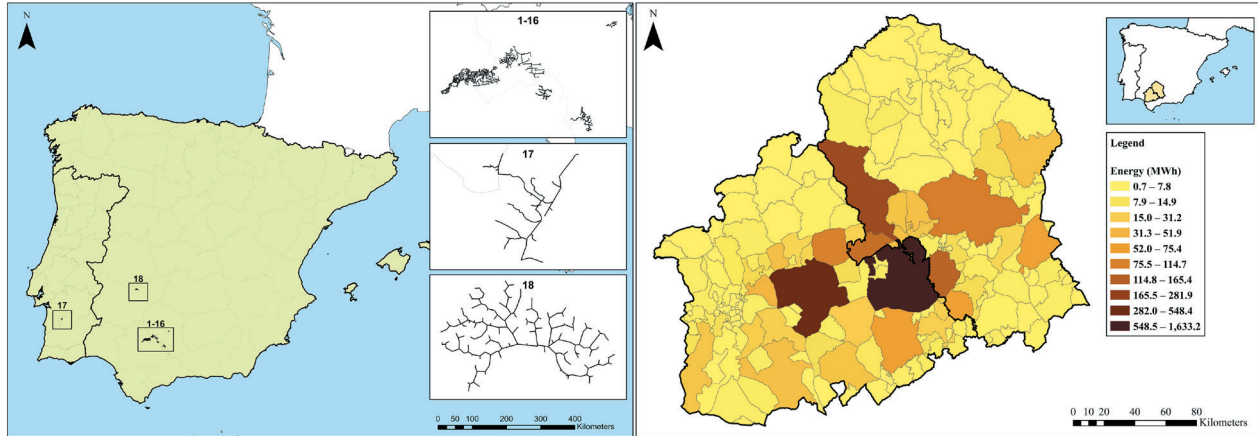 N
1-16
17
18
18
17
1-16
0 50 100 200 300 400
Kilometers
N
Legend
Energy (MWh)
0.7 – 7.8
7.9 – 14.9
15.0 – 31.2
31.3 – 51.9
52.0 – 75.4
75.5 – 114.7
114.8 – 165.4
165.5 – 281.9
282.0 – 548.4
548.5 – 1,633.2
0 10 20 40 60 80
Kilometers